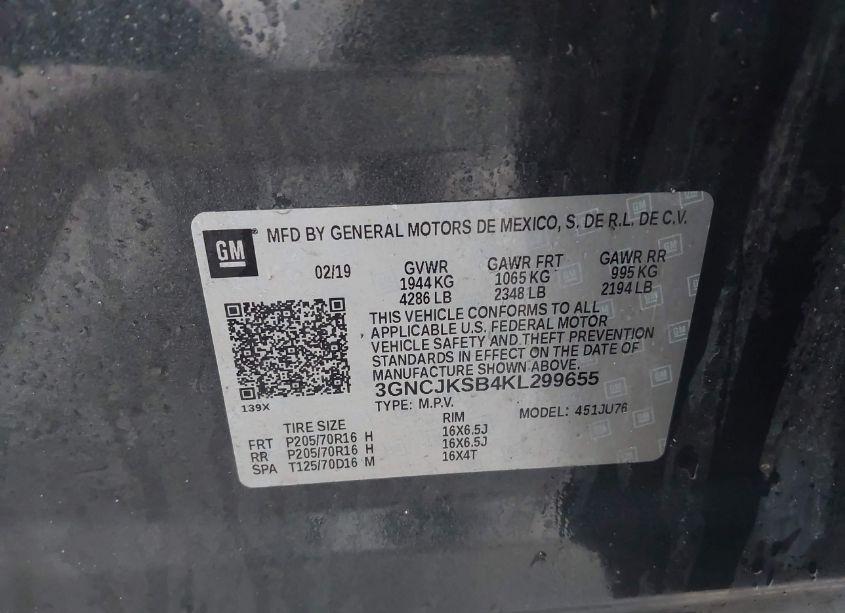 GM
MFD BY GENERAL MOTORS DE MEXICO, S. DE R.L. DE C.V.
02/19 GVWR GAWR FRT GAWR RR
1944 KG 1065 KG 995 KG
4286 LB 2348 LB 2194 LB
THIS VEHICLE CONFORMS TO ALL
APPLICABLE U.S. FEDERAL MOTOR
VEHICLE SAFETY AND THEFT PREVENTION
STANDARDS IN EFFECT ON THE DATE OF
MANUFACTURE SHOWN ABOVE.
3GNCJKSB4KL299655
139X
TYPE: M.P.V. MODEL: 451JU76
TIRE SIZE RIM
FRT P205/70R16 H 16X6.5J
RR P205/70R16 H 16X6.5J
SPA T125/70D16 M 16X4T